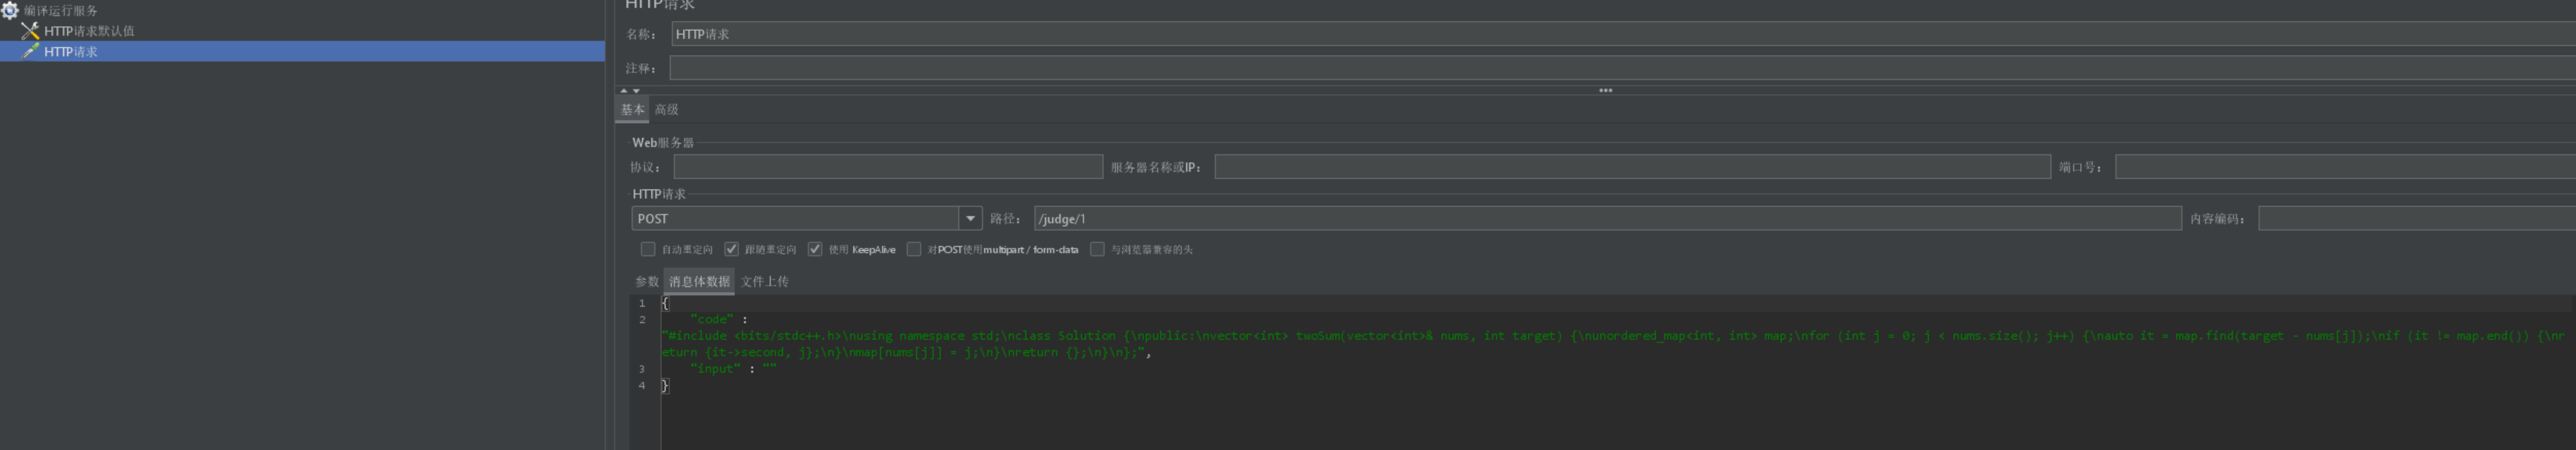 编译运行服务
HTTP请求默认值
HTTP请求
HTTP请求
名称： HTTP请求
注释：
基本 高级
Web服务器
协议： 服务器名称或IP： 端口号：
HTTP请求
POST 路径： /judge/1 内容编码：
自动重定向 跟随重定向 使用 KeepAlive 对POST使用multipart / form-data 与浏览器兼容的头
参数 消息体数据 文件上传
1 {
2 "code" :
"#include <bits/stdc++.h>\nusing namespace std;\nclass Solution {\npublic:\nvector<int> twoSum(vector<int>& nums, int target) {\nunordered_map<int, int> map;\nfor (int j = 0; j < nums.size(); j++) {\nauto it = map.find(target - nums[j]);\nif (it != map.end()) {\nr
eturn {it->second, j};\n}\nmap[nums[j]] = j;\n}\nreturn {};\n}\n};",
3 "input" : ""
4 }